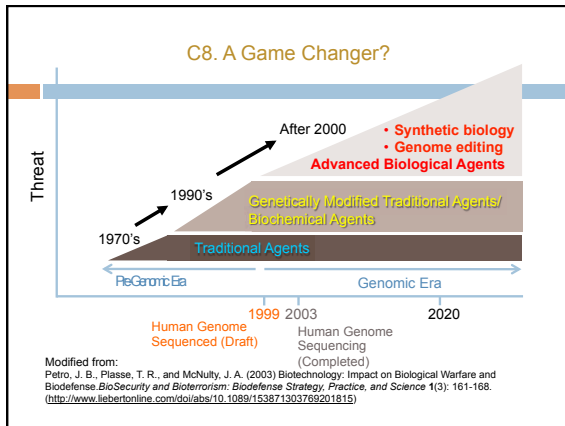 C8. A Game Changer?
Threat
After 2000
• Synthetic biology
• Genome editing
Advanced Biological Agents
1990's
Genetically Modified Traditional Agents/
Biochemical Agents
1970's
Traditional Agents
PreGenomic Era
Genomic Era
1999
2003
2020
Human Genome
Sequenced (Draft)
Human Genome
Sequencing
(Completed)
Modified from:
Petro, J. B., Plasse, T. R., and McNulty, J. A. (2003) Biotechnology: Impact on Biological Warfare and
Biodefense.BioSecurity and Bioterrorism: Biodefense Strategy, Practice, and Science 1(3): 161-168.
(http://www.liebertonline.com/doi/abs/10.1089/153871303769201815)